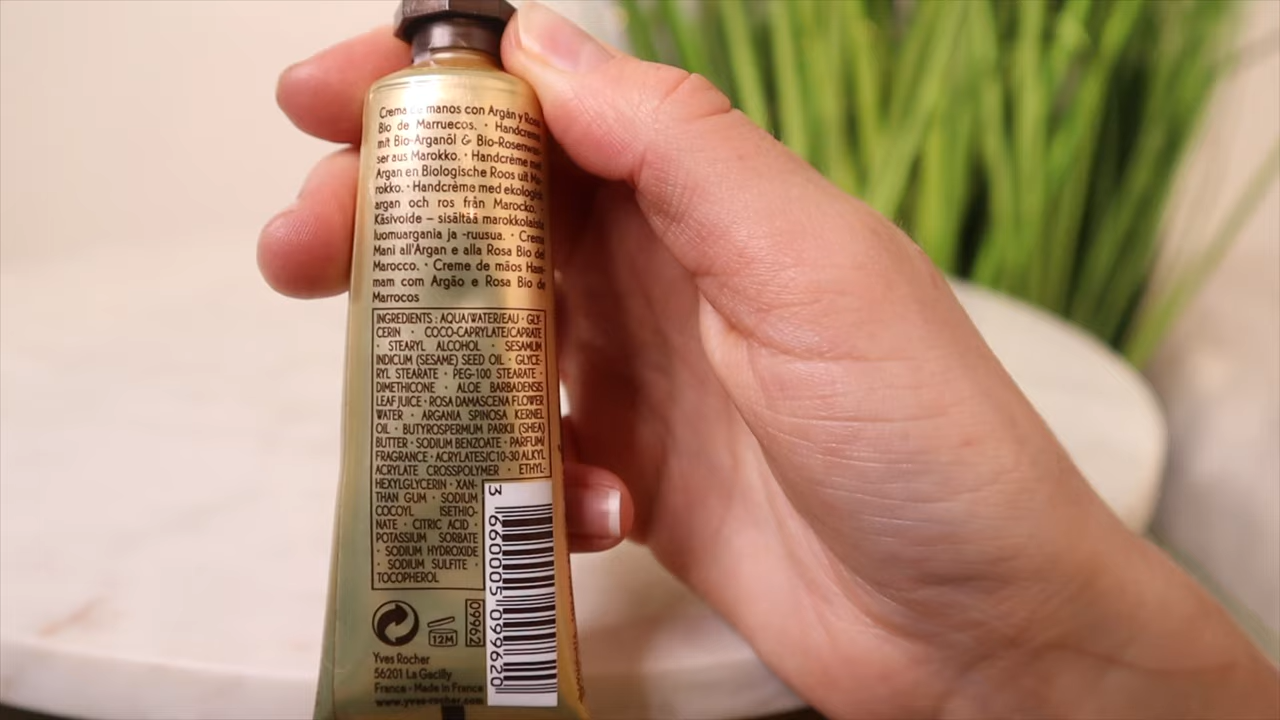 Crema de manos con Argán y Rosa
Bio de Marruecos. • Handcreme
mit Bio-Arganöl & Bio-Rosenwas-
ser aus Marokko. • Handcrème met
Argan en Biologische Roos uit Ma-
rokko. • Handcrème med ekologisk
argan och ros från Marocko. •
Käsivoide – sisältää marokkolaista
luomuargania ja -ruusua. • Crema
Mani all'Argan e alla Rosa Bio del
Marocco. • Creme de mãos Ham-
mam com Argão e Rosa Bio de
Marrocos
INGREDIENTS : AQUA/WATER/EAU • GLY-
CERIN • COCO-CAPRYLATE/CAPRATE
• STEARYL ALCOHOL • SESAMUM
INDICUM (SESAME) SEED OIL • GLYCE-
RYL STEARATE • PEG-100 STEARATE •
DIMETHICONE • ALOE BARBADENSIS
LEAF JUICE • ROSA DAMASCENA FLOWER
WATER • ARGANIA SPINOSA KERNEL
OIL • BUTYROSPERMUM PARKII (SHEA)
BUTTER • SODIUM BENZOATE • PARFUM/
FRAGRANCE • ACRYLATES/C10-30 ALKYL
ACRYLATE CROSSPOLYMER • ETHYL-
HEXYLGLYCERIN • XAN-
THAN GUM • SODIUM
COCOYL ISETHIO-
NATE • CITRIC ACID •
POTASSIUM SORBATE
• SODIUM HYDROXIDE
• SODIUM SULFITE •
TOCOPHEROL
3 660005 099620
09962
12M
Yves Rocher
56201 La Gacilly
France - Made in France
www.yves-rocher.com